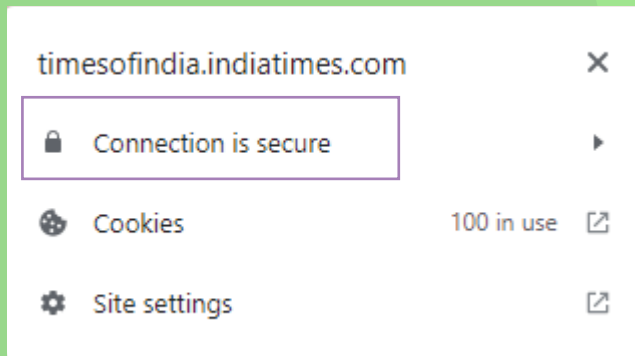 timesofindia.indiatimes.com
Connection is secure
Cookies 100 in use
Site settings